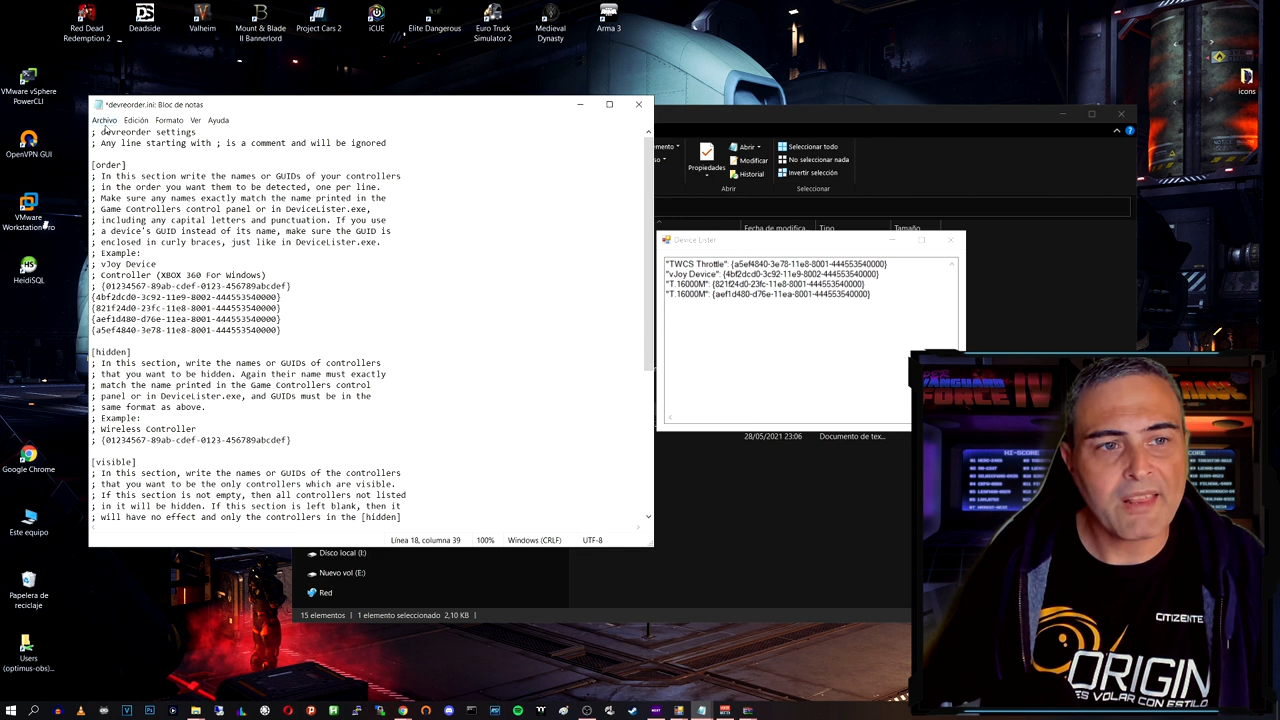 Red Dead
Redemption 2
Deadside
Valheim
Mount & Blade
II Bannerlord
Project Cars 2
iCUE
Elite Dangerous
Euro Truck
Simulator 2
Medieval
Dynasty
Arma 3
VMware vSphere
PowerCLI
OpenVPN GUI
VMware
Workstation Pro
HeidiSQL
Google Chrome
Este equipo
Papelera de
reciclaje
Users
(optimus-obs)...
icons
*devreorder.ini: Bloc de notas
Archivo Edición Formato Ver Ayuda
; devreorder settings
; Any line starting with ; is a comment and will be ignored
[order]
; In this section write the names or GUIDs of your controllers
; in the order you want them to be detected, one per line.
; Make sure any names exactly match the name printed in the
; Game Controllers control panel or in DeviceLister.exe,
; including any capital letters and punctuation. If you use
; a device's GUID instead of its name, make sure the GUID is
; enclosed in curly braces, just like in DeviceLister.exe.
; Example:
; vJoy Device
; Controller (XBOX 360 For Windows)
; {01234567-89ab-cdef-0123-456789abcdef}
{4bf2dcd0-3c92-11e9-8002-444553540000}
{821f24d0-23fc-11e8-8001-444553540000}
{aef1d480-d76e-11ea-8001-444553540000}
{a5ef4840-3e78-11e8-8001-444553540000}
[hidden]
; In this section, write the names or GUIDs of controllers
; that you want to be hidden. Again their name must exactly
; match the name printed in the Game Controllers control
; panel or in DeviceLister.exe, and GUIDs must be in the
; same format as above.
; Example:
; Wireless Controller
; {01234567-89ab-cdef-0123-456789abcdef}
[visible]
; In this section, write the names or GUIDs of the controllers
; that you want to be the only controllers which are visible.
; If this section is not empty, then all controllers not listed
; in it will be hidden. If this section is left blank, then it
; will have no effect and only the controllers in the [hidden]
Línea 18, columna 39 100% Windows (CRLF) UTF-8
Propiedades
Abrir
Modificar
Historial
Abrir
Seleccionar todo
No seleccionar nada
Invertir selección
Seleccionar
Fecha de modifica... Tipo Tamaño
Device Lister
"TWCS Throttle": {a5ef4840-3e78-11e8-8001-444553540000}
"vJoy Device": {4bf2dcd0-3c92-11e9-8002-444553540000}
"T.16000M": {821f24d0-23fc-11e8-8001-444553540000}
"T.16000M": {aef1d480-d76e-11ea-8001-444553540000}
28/05/2021 23:06 Documento de tex...
Disco local (I:)
Nuevo vol (E:)
Red
15 elementos 1 elemento seleccionado 2,10 KB
HI-SCORE
CITIZENTE
ORIGIN
ES VOLAR CON ESTILO